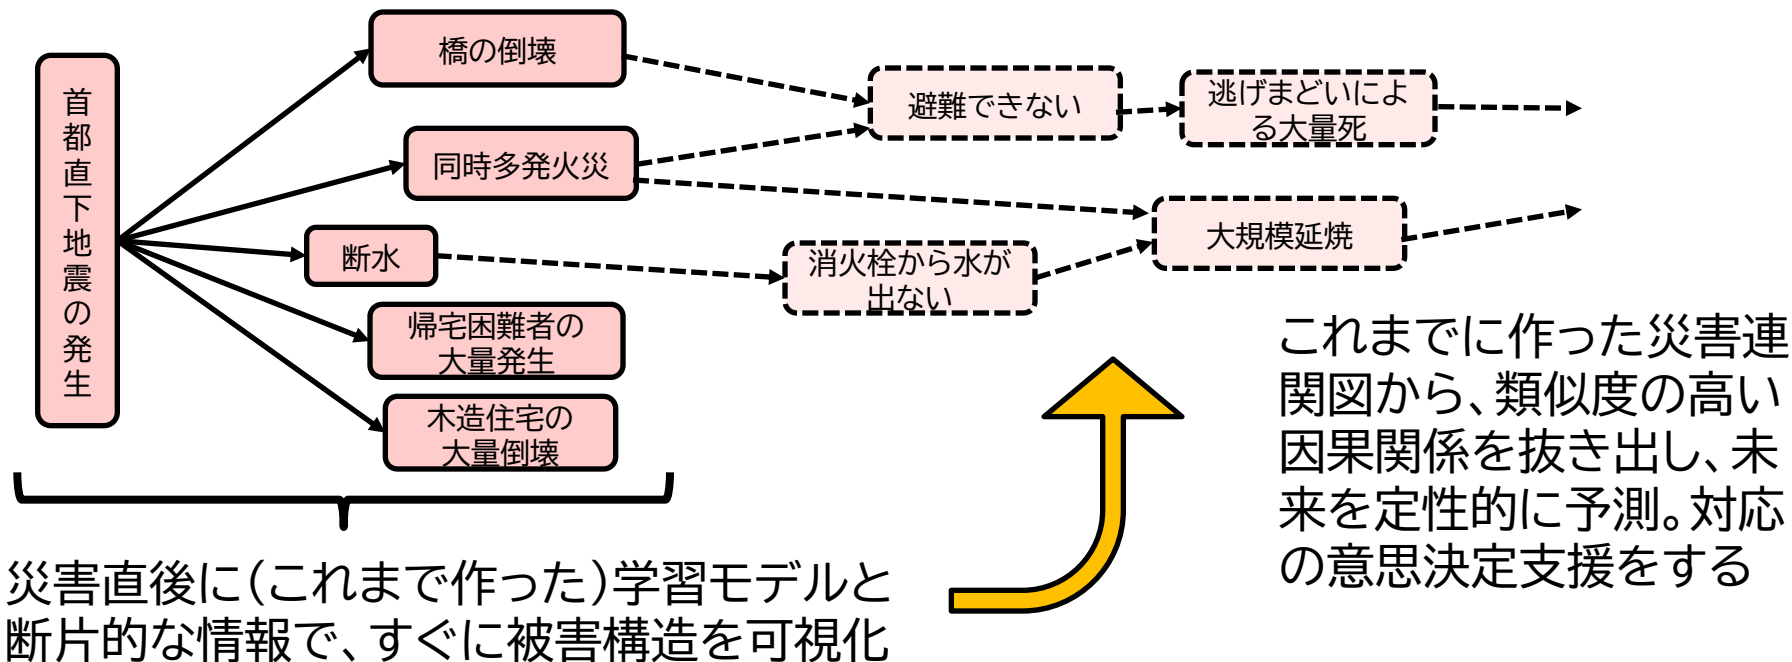 首都直下地震の発生
橋の倒壊
同時多発火災
断水
帰宅困難者の
大量発生
木造住宅の
大量倒壊
避難できない
逃げまどいによ
る大量死
消火栓から水が
出ない
大規模延焼
災害直後に（これまで作った）学習モデルと
断片的な情報で、すぐに被害構造を可視化
これまでに作った災害連
関図から、類似度の高い
因果関係を抜き出し、未
来を定性的に予測。対応
の意思決定支援をする